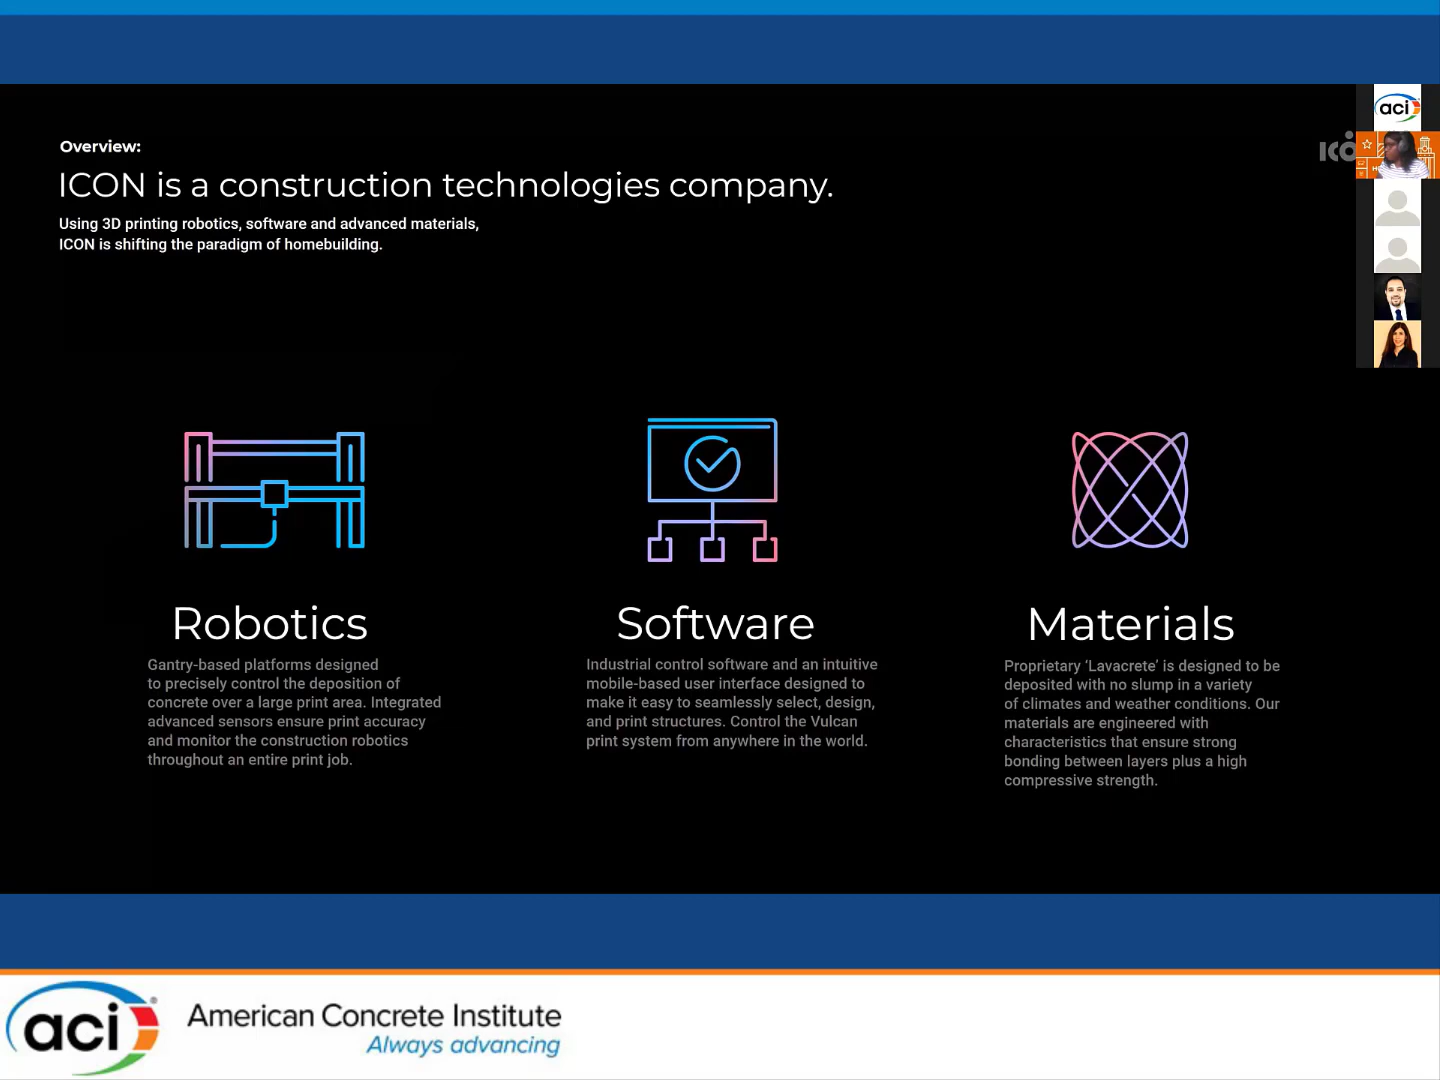 Overview:
ICON is a construction technologies company.
Using 3D printing robotics, software and advanced materials,
ICON is shifting the paradigm of homebuilding.
aci
Robotics
Gantry-based platforms designed
to precisely control the deposition of
concrete over a large print area. Integrated
advanced sensors ensure print accuracy
and monitor the construction robotics
throughout an entire print job.
Software
Industrial control software and an intuitive
mobile-based user interface designed to
make it easy to seamlessly select, design,
and print structures. Control the Vulcan
print system from anywhere in the world.
Materials
Proprietary ‘Lavacrete’ is designed to be
deposited with no slump in a variety
of climates and weather conditions. Our
materials are engineered with
characteristics that ensure strong
bonding between layers plus a high
compressive strength.
aci®
American Concrete Institute
Always advancing